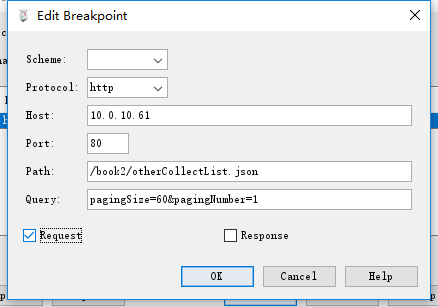 Edit Breakpoint
Scheme:
Protocol: http
Host: 10.0.10.61
Port: 80
Path: /book2/otherCollectList.json
Query: pagingSize=60&pagingNumber=1
Request Response
OK Cancel Help